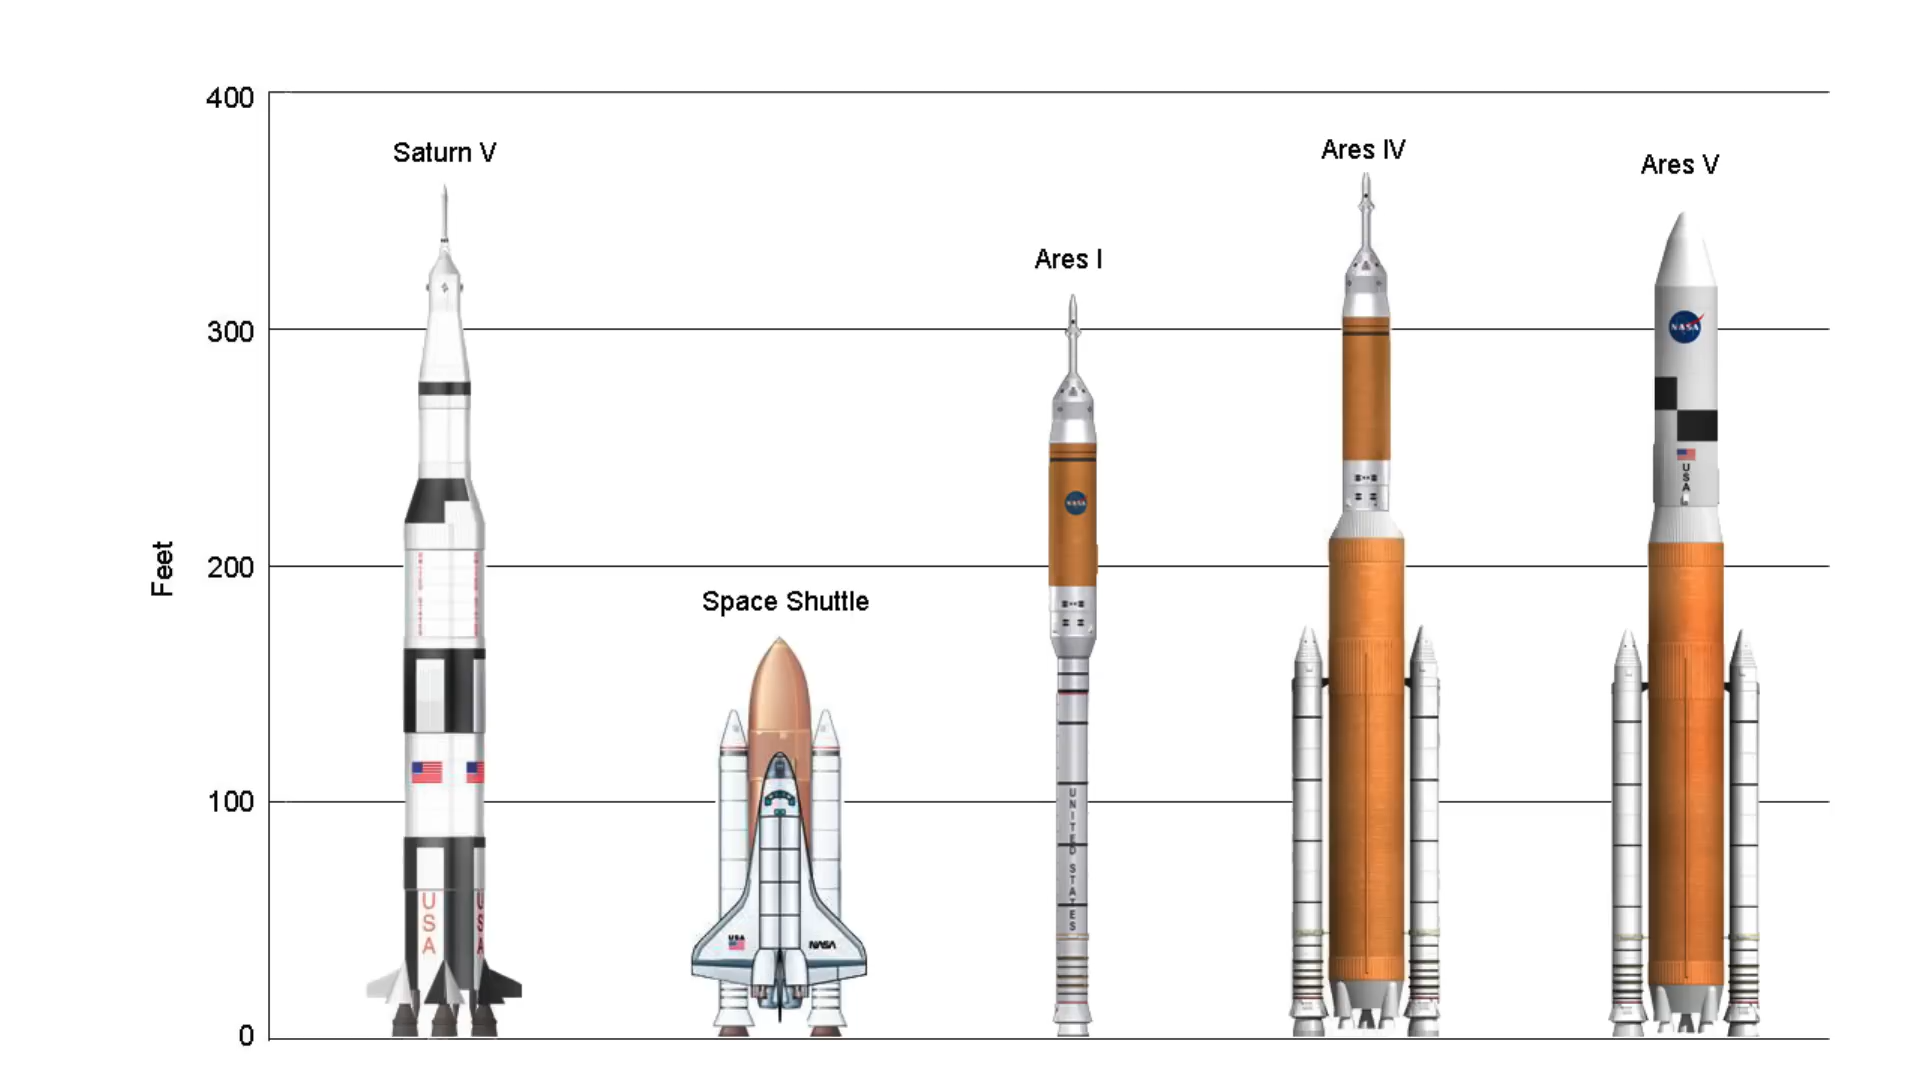 400
Saturn V
Ares IV
Ares V
Ares I
300
NASA
NASA
USA
200
Feet
Space Shuttle
100
UNITED STATES
USA
USA
USA
NASA
0